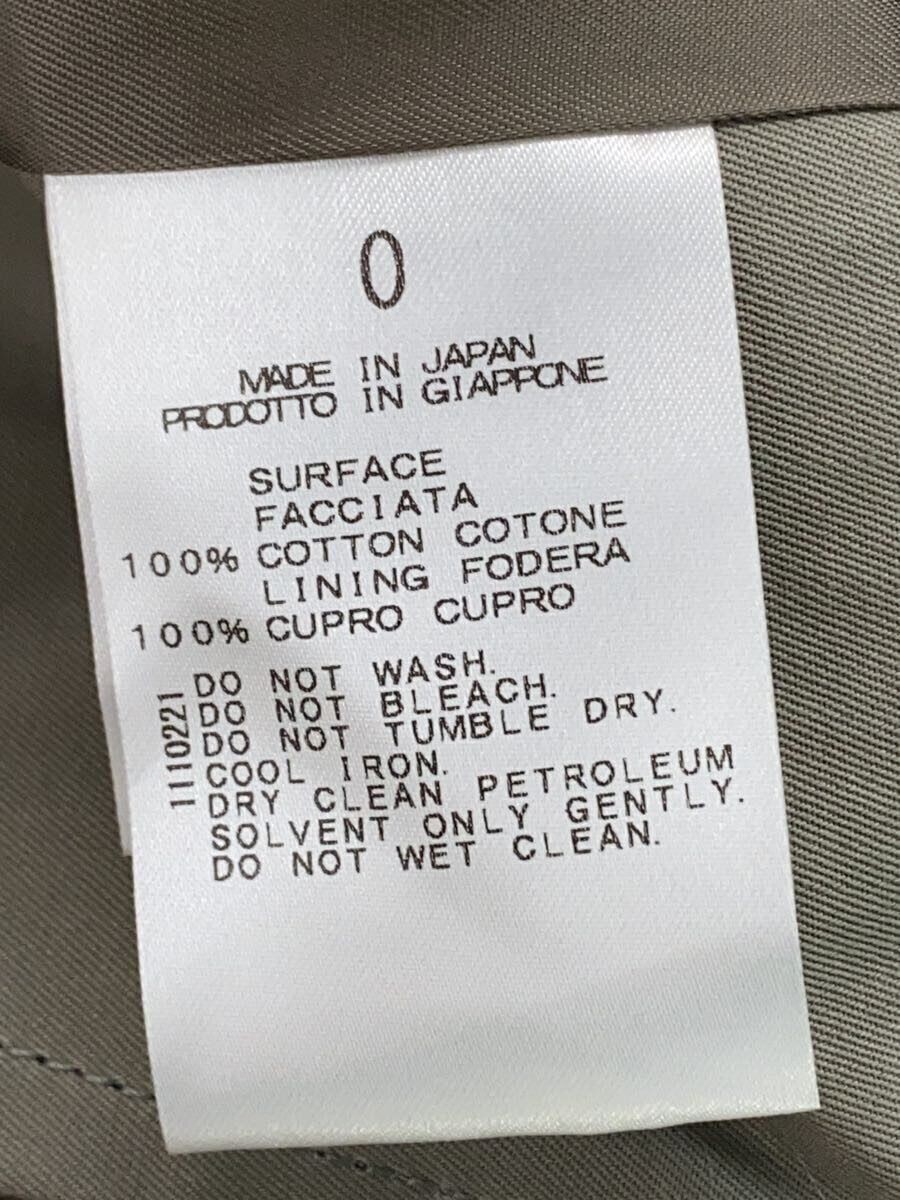 0
MADE IN JAPAN
PRODOTTO IN GIAPPONE
SURFACE
FACCIATA
100% COTTON COTONE
LINING FODERA
100% CUPRO CUPRO
DO NOT WASH.
DO NOT BLEACH.
DO NOT TUMBLE DRY.
COOL IRON.
DRY CLEAN PETROLEUM
SOLVENT ONLY GENTLY.
DO NOT WET CLEAN.
110221